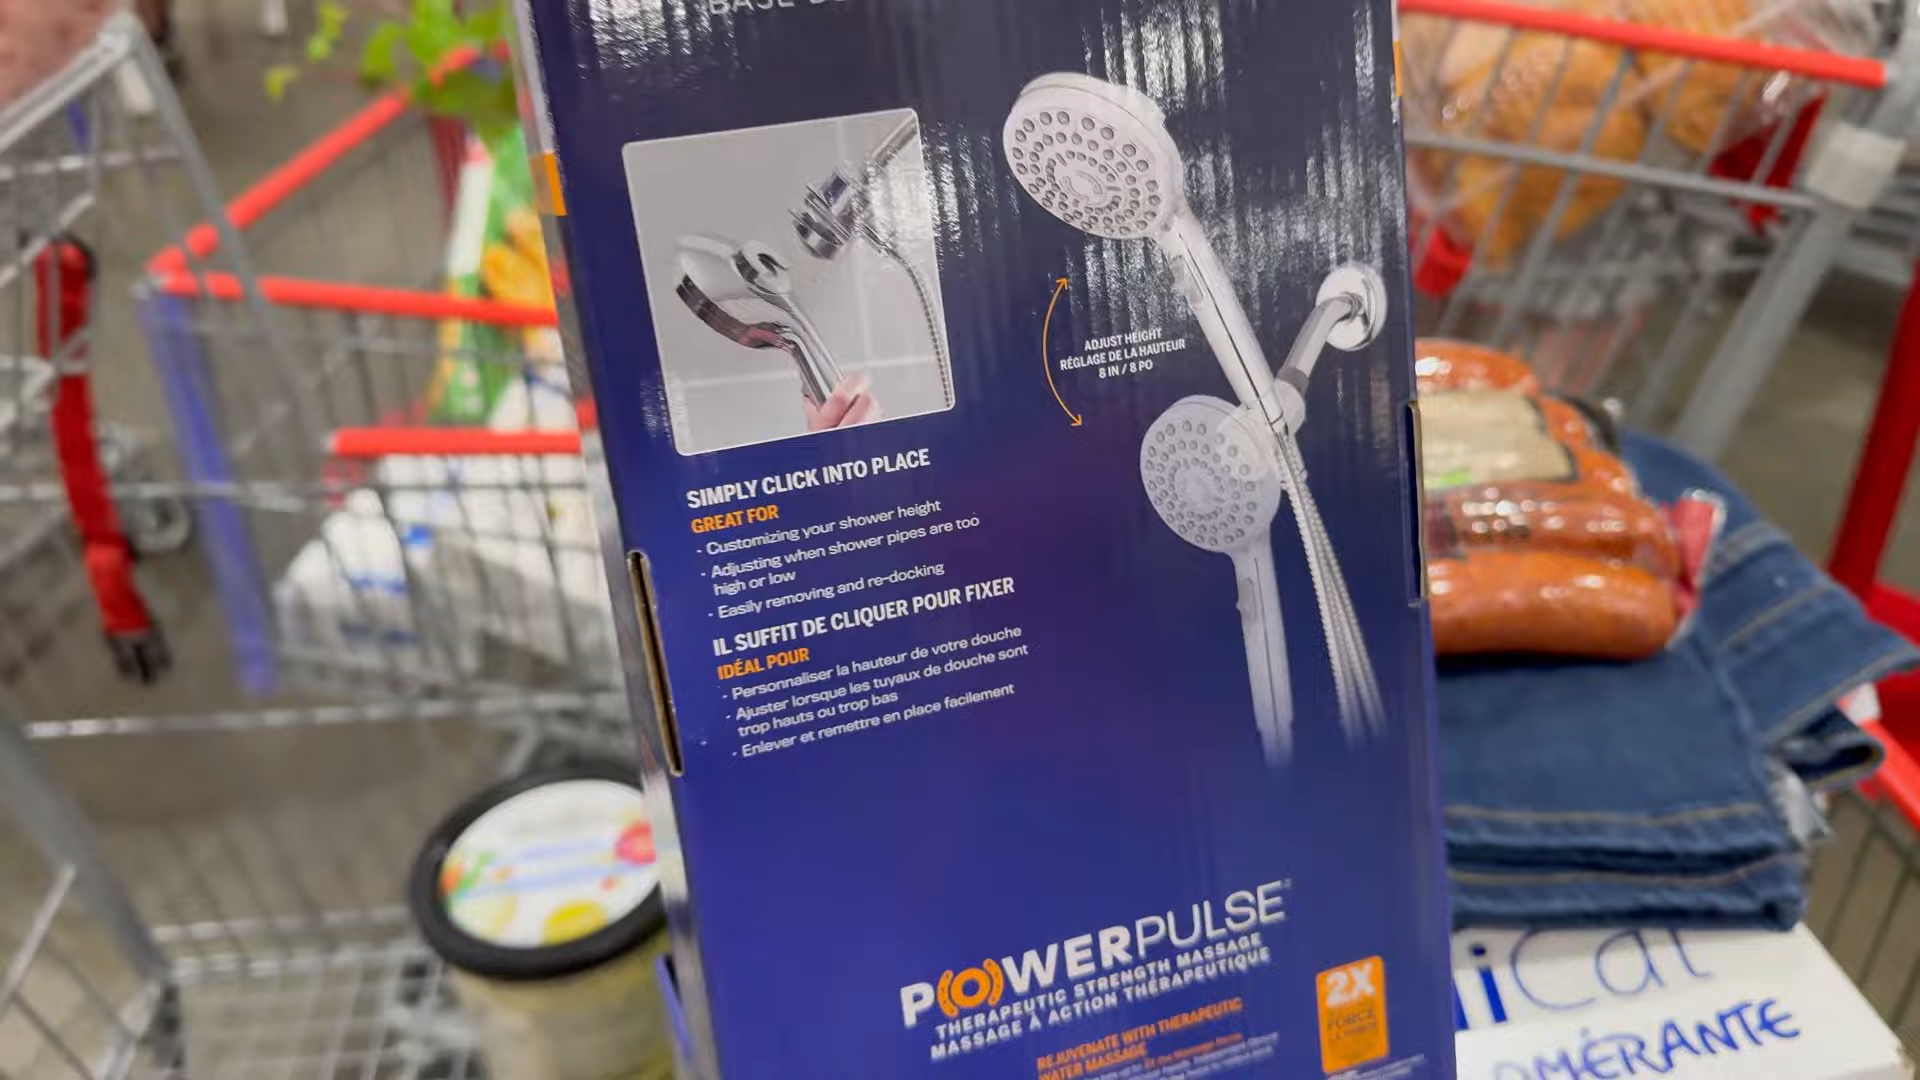 BASE
ADJUST HEIGHT
RÉGLAGE DE LA HAUTEUR
8 IN / 8 PO
SIMPLY CLICK INTO PLACE
GREAT FOR
· Customizing your shower height
· Adjusting when shower pipes are too
high or low
· Easily removing and re-docking
IL SUFFIT DE CLIQUER POUR FIXER
IDÉAL POUR
· Personnaliser la hauteur de votre douche
· Ajuster lorsque les tuyaux de douche sont
trop hauts ou trop bas
· Enlever et remettre en place facilement
POWERPULSE
THERAPEUTIC STRENGTH MASSAGE
MASSAGE À ACTION THÉRAPEUTIQUE
REJUVENATE WITH THERAPEUTIC
WATER MASSAGE
2X
FORCE
iCal
OMÉRANTE